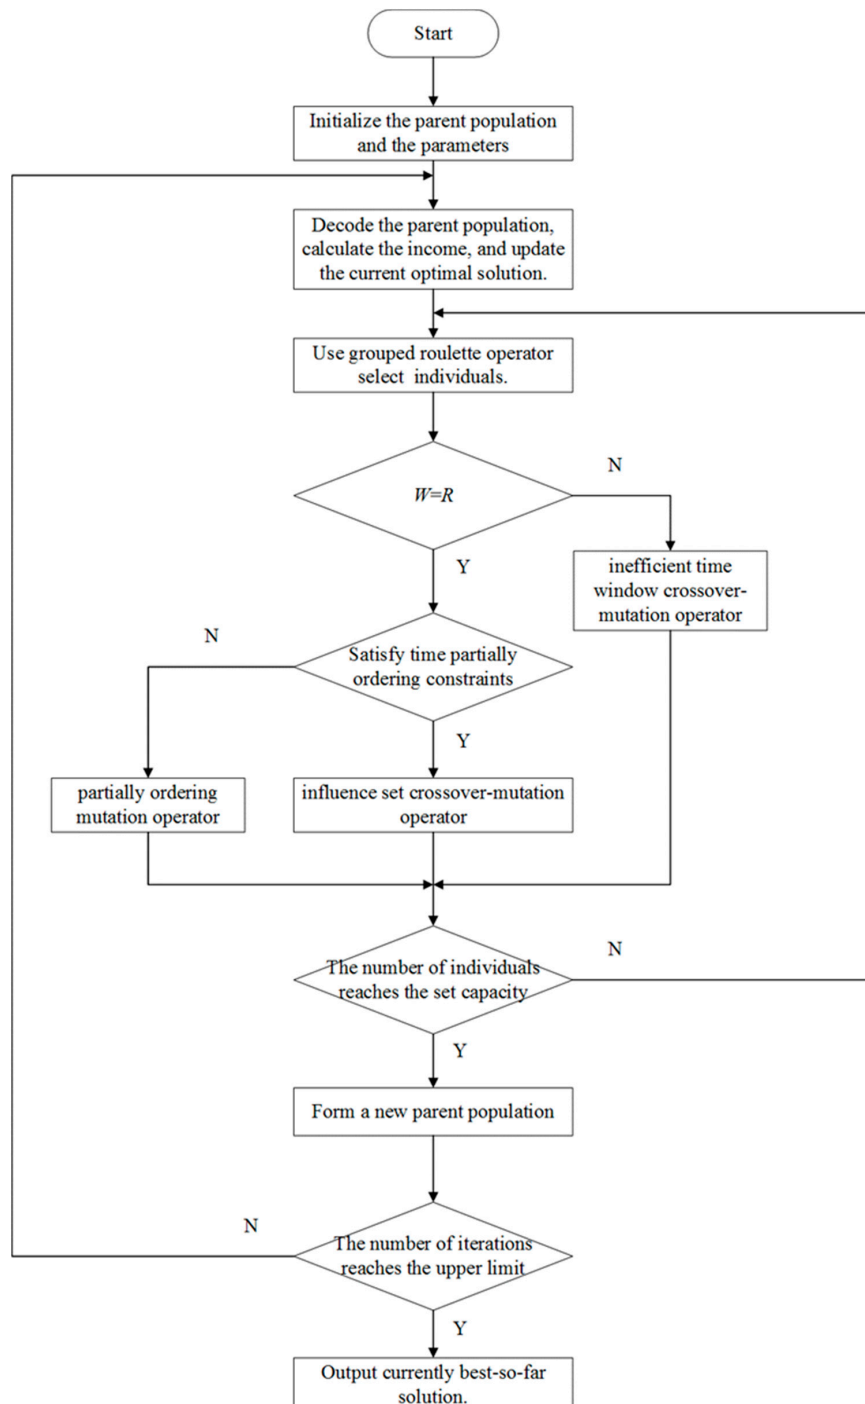 Start
Initialize the parent population
and the parameters
Decode the parent population,
calculate the income, and update
the current optimal solution.
Use grouped roulette operator
select individuals.
N
W=R
Y
inefficient time
window crossover-
mutation operator
N
Satisfy time partially
ordering constraints
Y
partially ordering
mutation operator
influence set crossover-mutation
operator
N
The number of individuals
reaches the set capacity
Y
Form a new parent population
N
The number of iterations
reaches the upper limit
Y
Output currently best-so-far
solution.